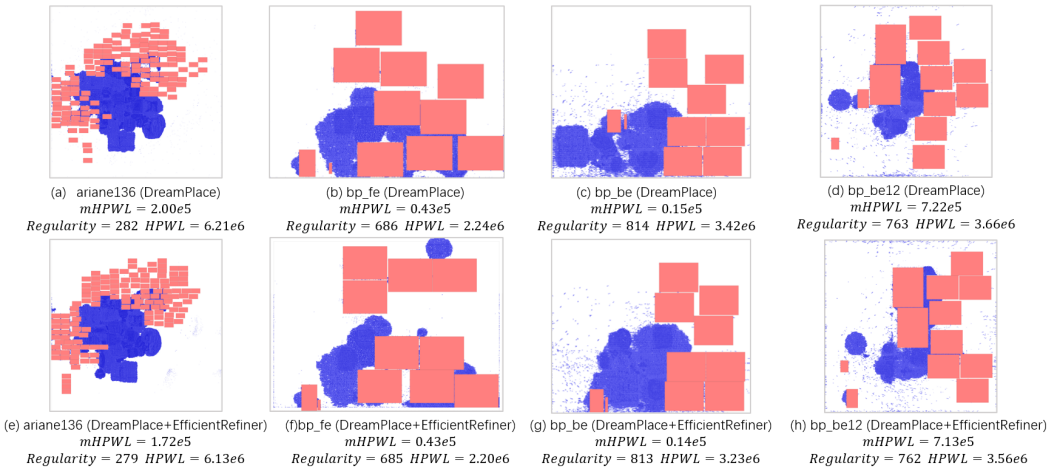 (a) ariane136 (DreamPlace)
mHPWL = 2.00e5
Regularity = 282 HPWL = 6.21e6
(b) bp_fe (DreamPlace)
mHPWL = 0.43e5
Regularity = 686 HPWL = 2.24e6
(c) bp_be (DreamPlace)
mHPWL = 0.15e5
Regularity = 814 HPWL = 3.42e6
(d) bp_be12 (DreamPlace)
mHPWL = 7.22e5
Regularity = 763 HPWL = 3.66e6
(e) ariane136 (DreamPlace+EfficientRefiner)
mHPWL = 1.72e5
Regularity = 279 HPWL = 6.13e6
(f)bp_fe (DreamPlace+EfficientRefiner)
mHPWL = 0.43e5
Regularity = 685 HPWL = 2.20e6
(g) bp_be (DreamPlace+EfficientRefiner)
mHPWL = 0.14e5
Regularity = 813 HPWL = 3.23e6
(h) bp_be12 (DreamPlace+EfficientRefiner)
mHPWL = 7.13e5
Regularity = 762 HPWL = 3.56e6